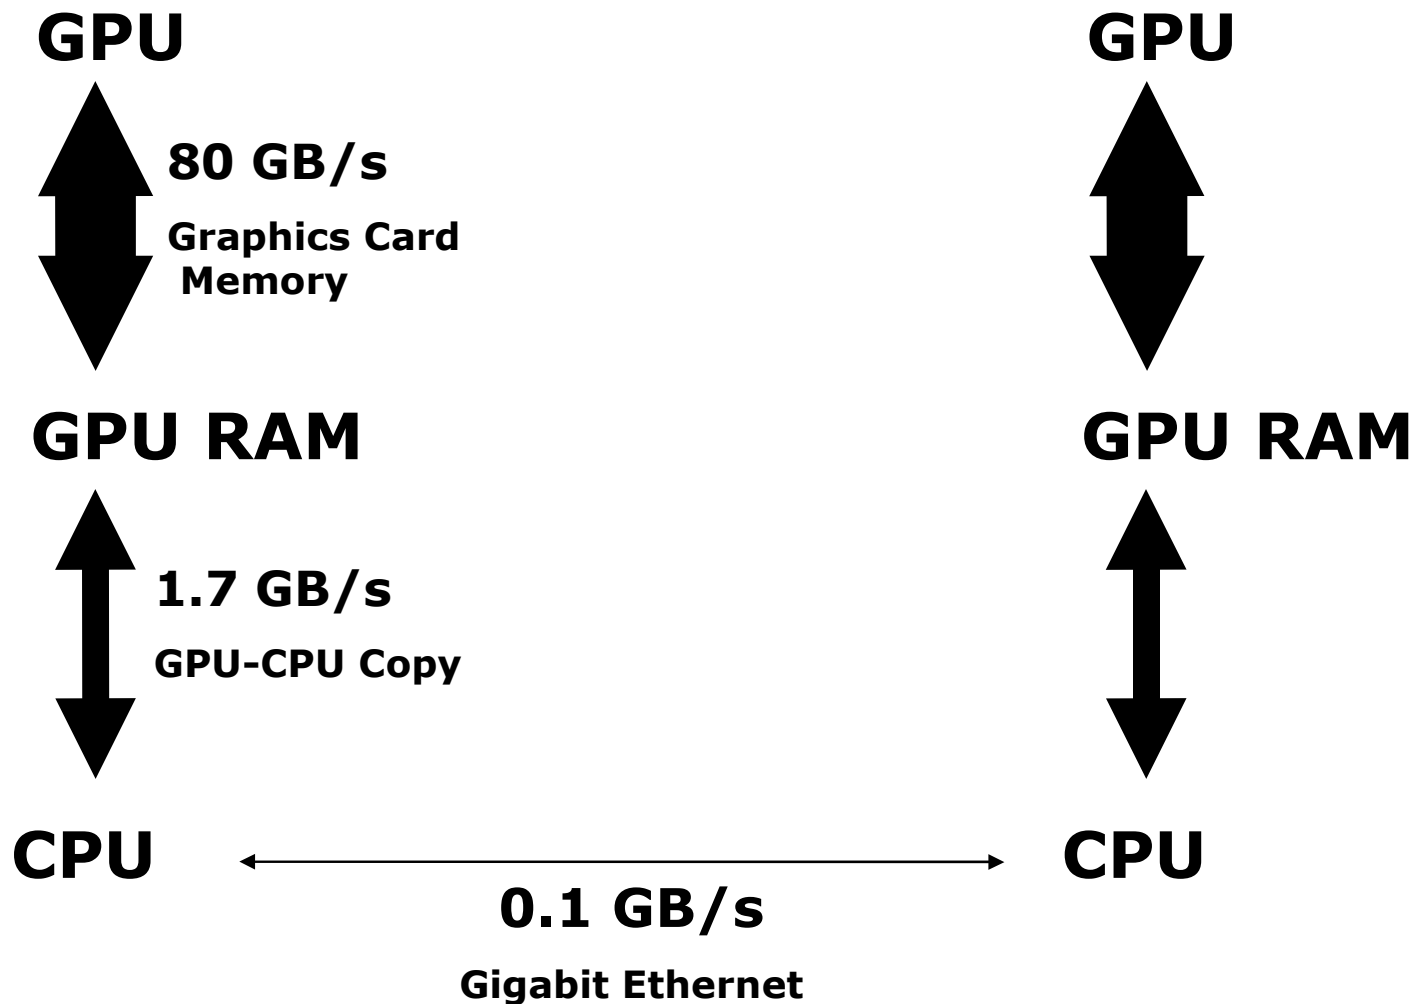 GPU
GPU
80 GB/s
Graphics Card
Memory
GPU RAM
GPU RAM
1.7 GB/s
GPU-CPU Copy
CPU
CPU
0.1 GB/s
Gigabit Ethernet